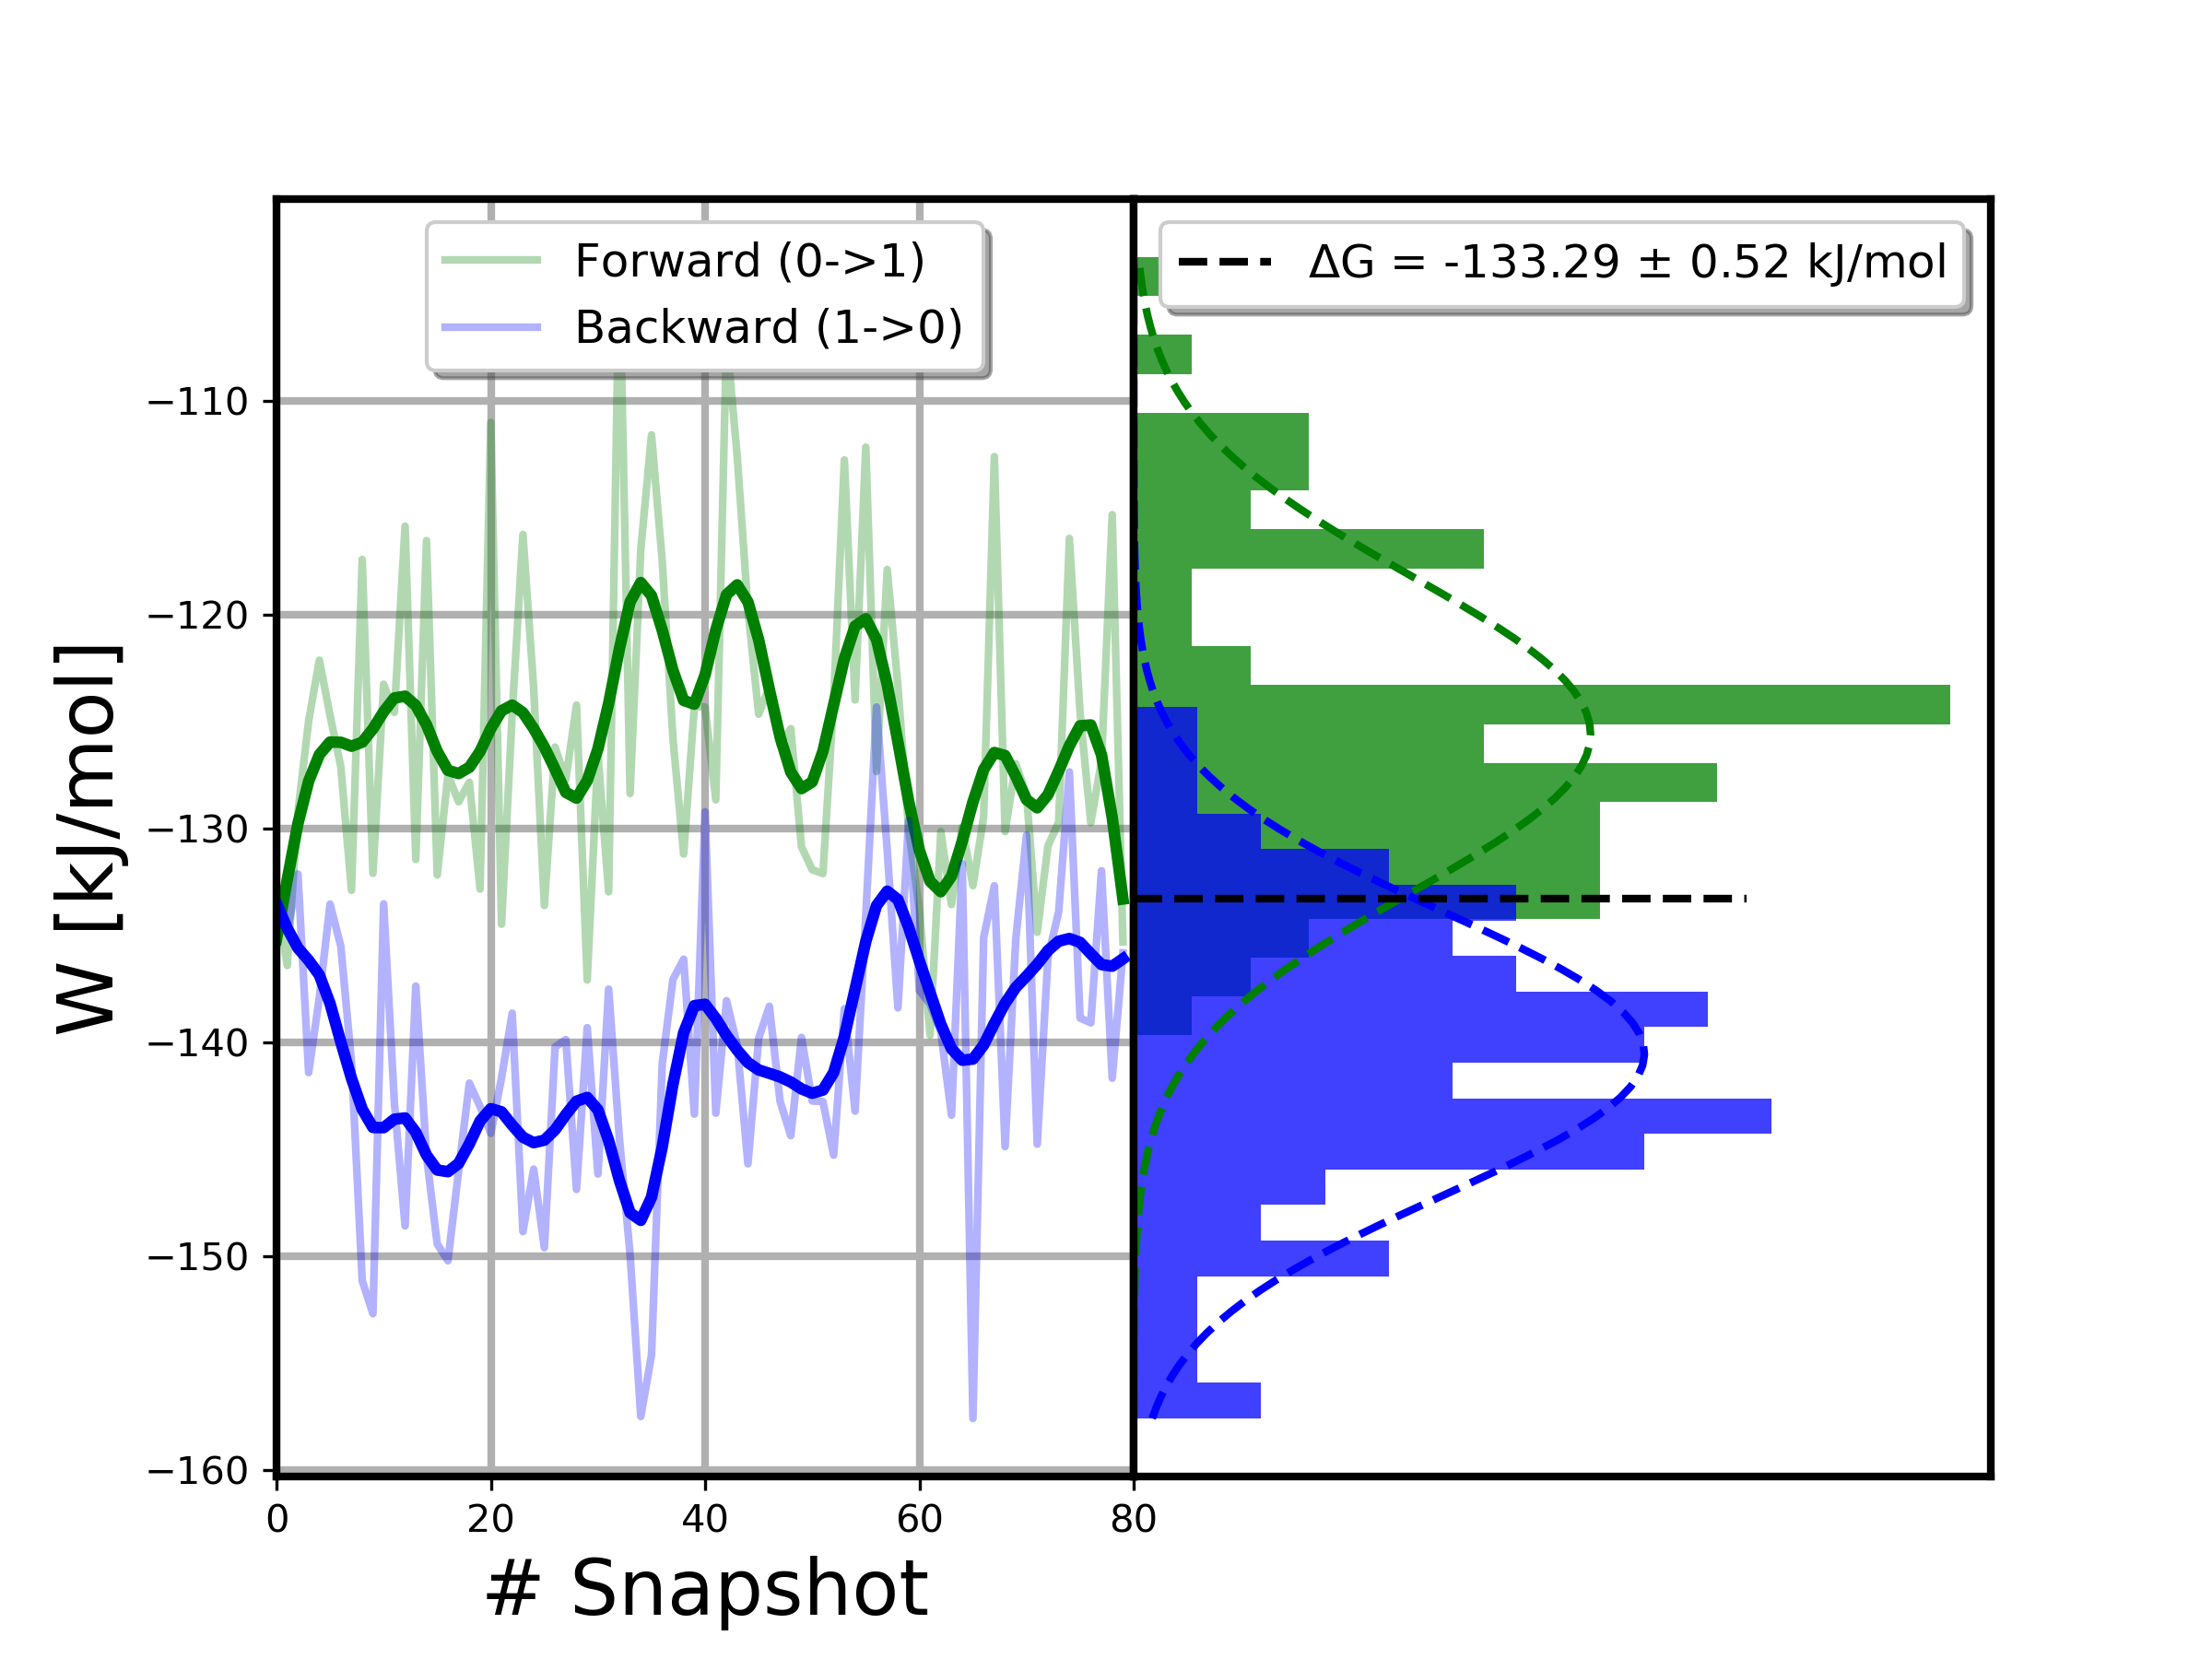 Forward (0->1)
Backward (1->0)
ΔG = -133.29 ± 0.52 kJ/mol
W [kJ/mol]
−110
−120
−130
−140
−150
−160
0 20 40 60 80
# Snapshot